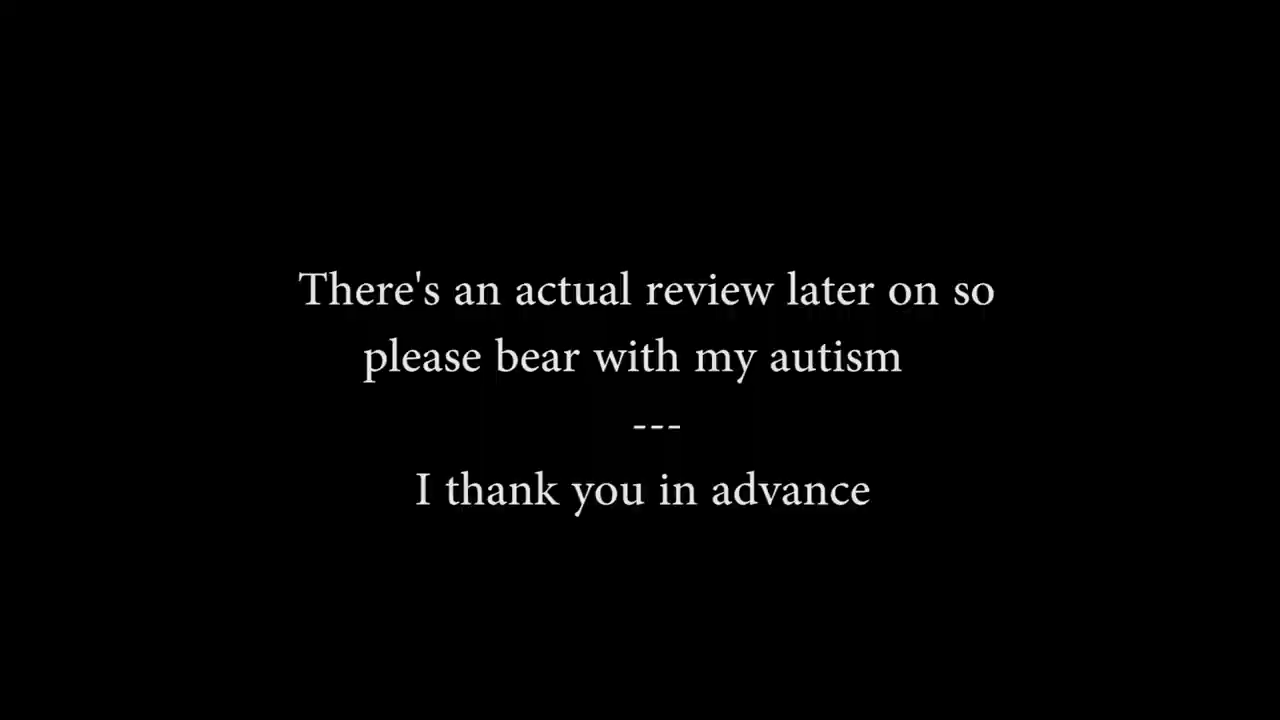 There's an actual review later on so
please bear with my autism
---
I thank you in advance